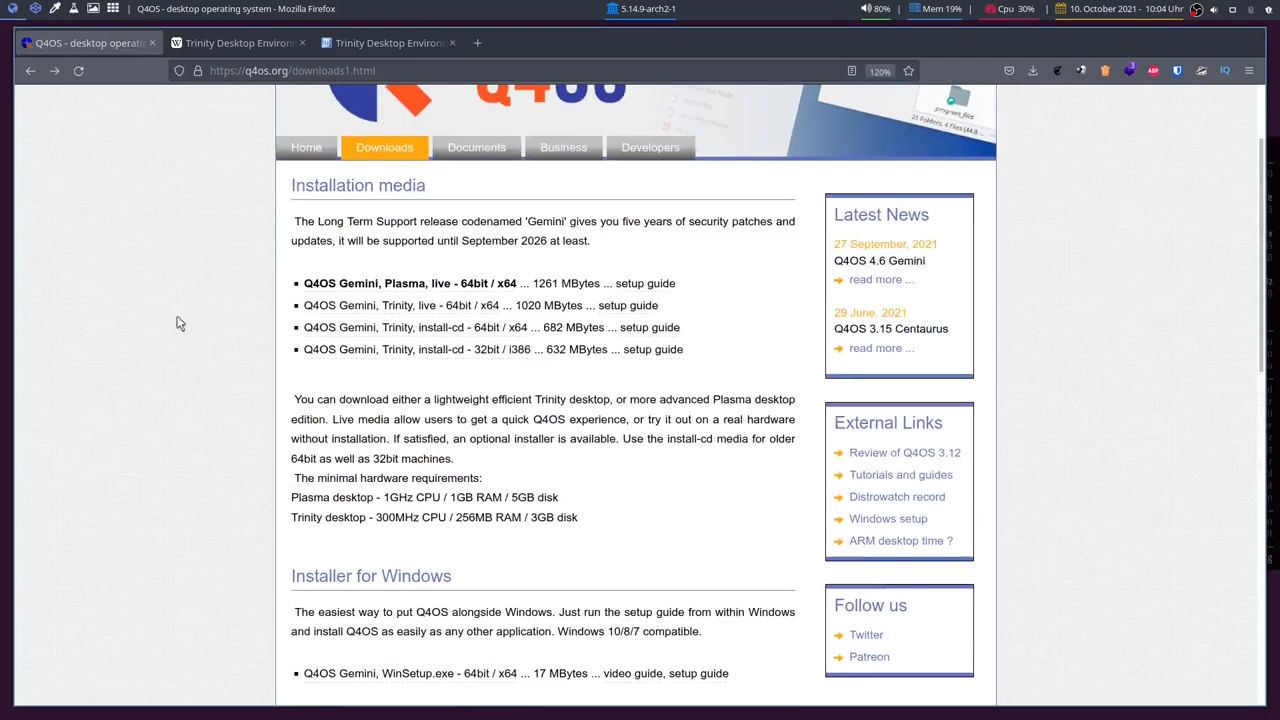 Q4OS - desktop operating system - Mozilla Firefox
5.14.9-arch2-1
80%
Mem 19%
Cpu 30%
10. October 2021 - 10:04 Uhr
Q4OS - desktop operati
Trinity Desktop Environm
Trinity Desktop Environ
https://q4os.org/downloads1.html
120%
3
ABP
IQ
Q4OS
program_files
21 Folders, 4 Files (44.9
Home
Downloads
Documents
Business
Developers
Installation media
The Long Term Support release codenamed 'Gemini' gives you five years of security patches and
updates, it will be supported until September 2026 at least.
Q4OS Gemini, Plasma, live - 64bit / x64 ... 1261 MBytes ... setup guide
Q4OS Gemini, Trinity, live - 64bit / x64 ... 1020 MBytes ... setup guide
Q4OS Gemini, Trinity, install-cd - 64bit / x64 ... 682 MBytes ... setup guide
Q4OS Gemini, Trinity, install-cd - 32bit / i386 ... 632 MBytes ... setup guide
You can download either a lightweight efficient Trinity desktop, or more advanced Plasma desktop
edition. Live media allow users to get a quick Q4OS experience, or try it out on a real hardware
without installation. If satisfied, an optional installer is available. Use the install-cd media for older
64bit as well as 32bit machines.
The minimal hardware requirements:
Plasma desktop - 1GHz CPU / 1GB RAM / 5GB disk
Trinity desktop - 300MHz CPU / 256MB RAM / 3GB disk
Installer for Windows
The easiest way to put Q4OS alongside Windows. Just run the setup guide from within Windows
and install Q4OS as easily as any other application. Windows 10/8/7 compatible.
Q4OS Gemini, WinSetup.exe - 64bit / x64 ... 17 MBytes ... video guide, setup guide
Latest News
27 September, 2021
Q4OS 4.6 Gemini
read more ...
29 June, 2021
Q4OS 3.15 Centaurus
read more ...
External Links
Review of Q4OS 3.12
Tutorials and guides
Distrowatch record
Windows setup
ARM desktop time ?
Follow us
Twitter
Patreon